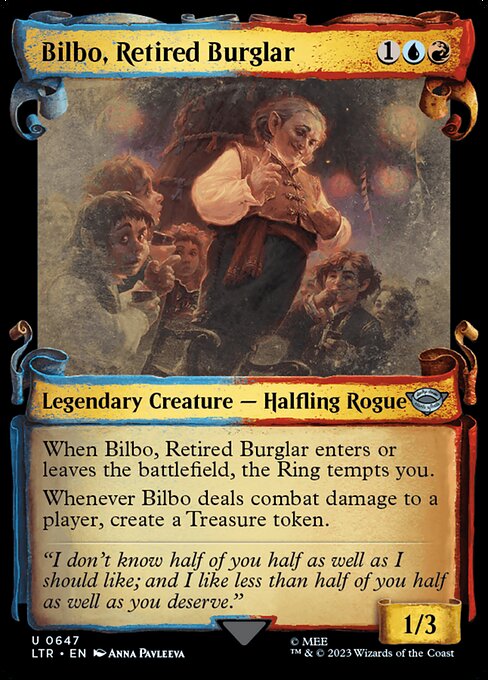 Bilbo, Retired Burglar 1
Legendary Creature — Halfling Rogue
When Bilbo, Retired Burglar enters or
leaves the battlefield, the Ring tempts you.
Whenever Bilbo deals combat damage to a
player, create a Treasure token.
“I don’t know half of you half as well as I
should like; and I like less than half of you half
as well as you deserve.”
1/3
U 0647
LTR • EN Anna Pavleeva
© MEE
™ & © 2023 Wizards of the Coast